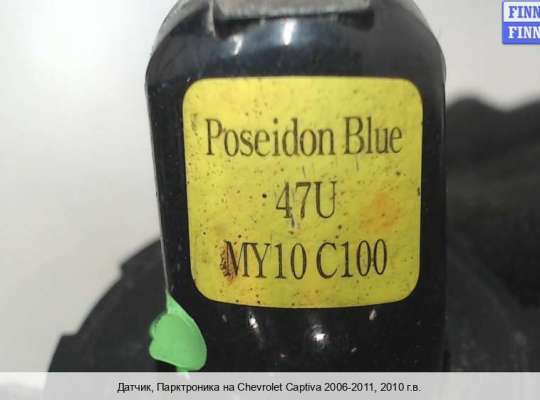 FINN
FINN
Poseidon Blue
47U
MY10 C100
Датчик, Парктроника на Chevrolet Captiva 2006-2011, 2010 г.в.